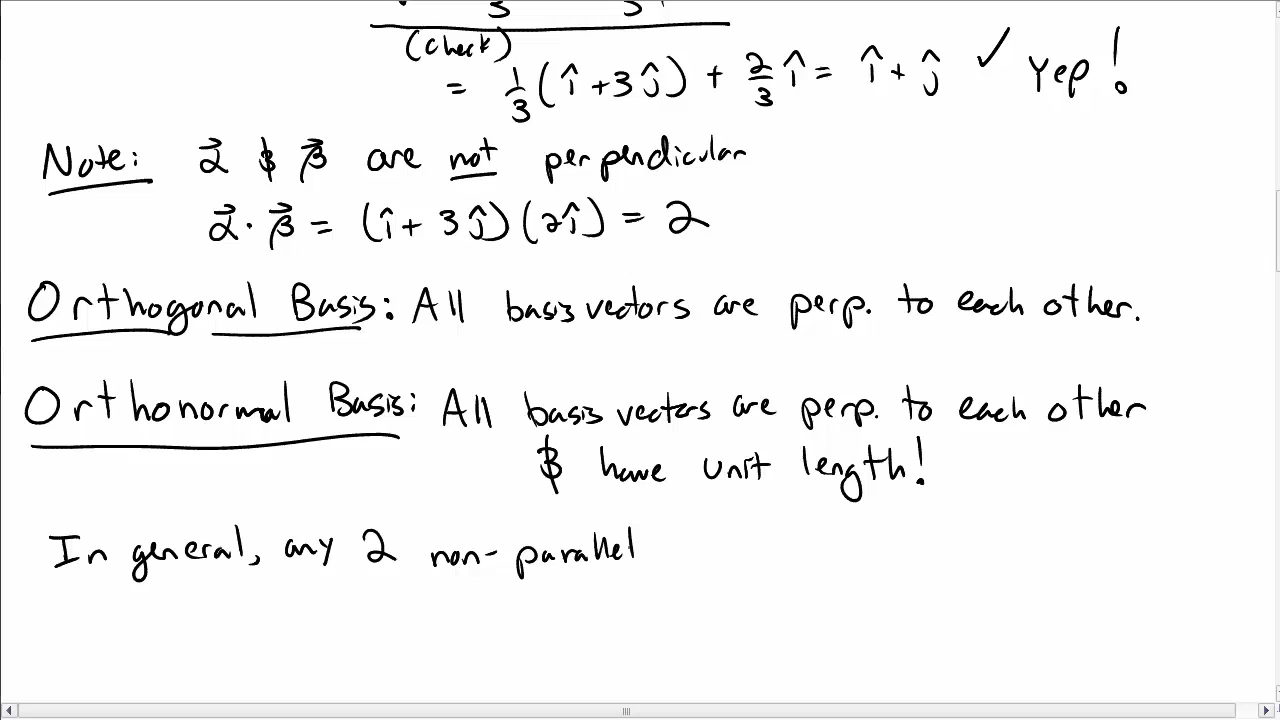 (check)
= 1/3 (î + 3ĵ) + 2/3 î = î + ĵ ✓ Yep!
Note: α⃗ & β⃗ are not perpendicular
α⃗ · β⃗ = (î + 3ĵ)(2î) = 2
Orthogonal Basis: All basis vectors are perp. to each other.
Orthonormal Basis: All basis vectors are perp. to each other
& have unit length!
In general, any 2 non-parallel